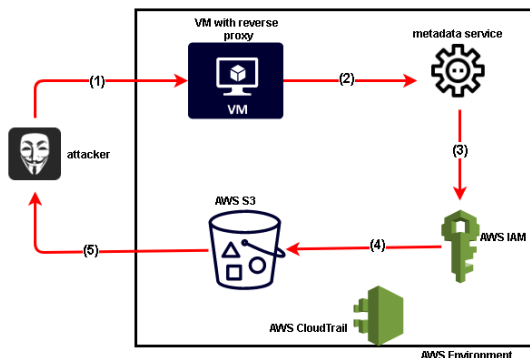 VM with reverse
proxy
metadata service
(1)
(2)
VM
(3)
attacker
AWS S3
AWS IAM
(4)
(5)
AWS CloudTrail
AWS Environment